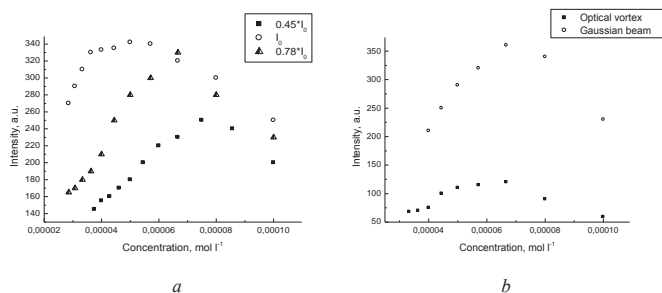 0.45*I₀
I₀
0.78*I₀
340
320
300
280
260
240
220
200
180
160
140
Intensity, a.u.
0,00002 0,00004 0,00006 0,00008 0,00010
Concentration, mol l⁻¹
a
Optical vortex
Gaussian beam
350
300
250
200
150
100
50
Intensity, a.u.
0,00004 0,00006 0,00008 0,00010
Concentration, mol l⁻¹
b